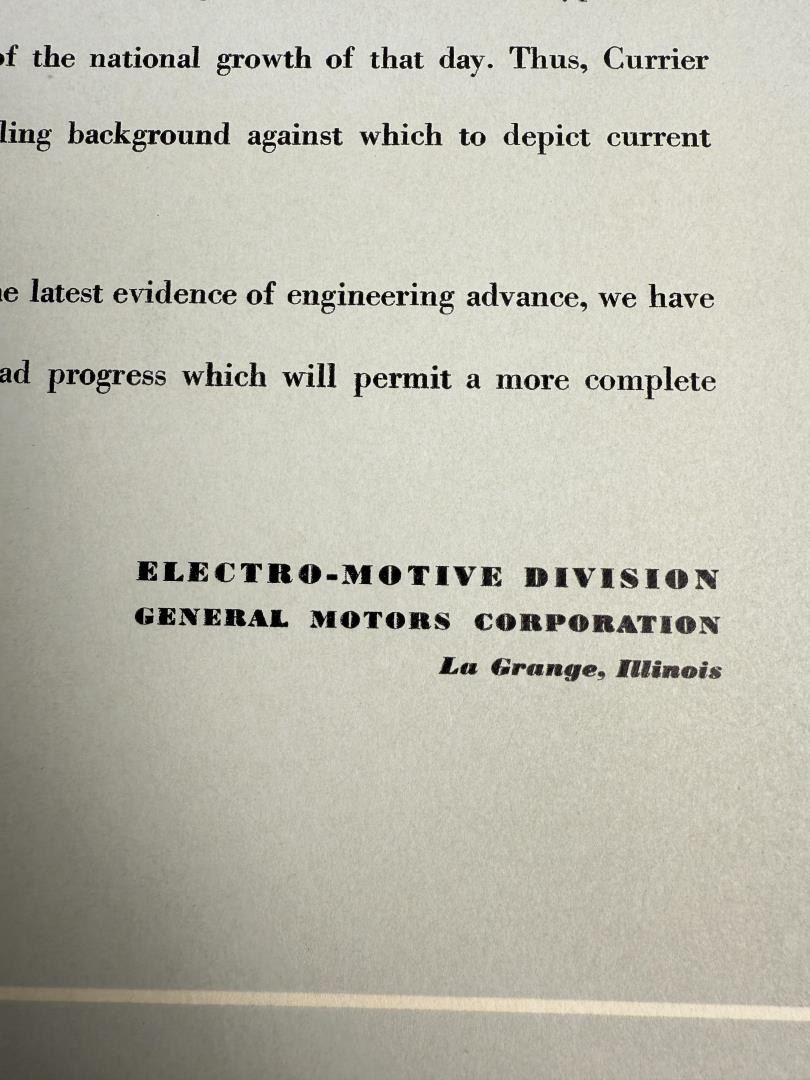 of the national growth of that day. Thus, Currier
ling background against which to depict current
e latest evidence of engineering advance, we have
ad progress which will permit a more complete
ELECTRO-MOTIVE DIVISION
GENERAL MOTORS CORPORATION
La Grange, Illinois